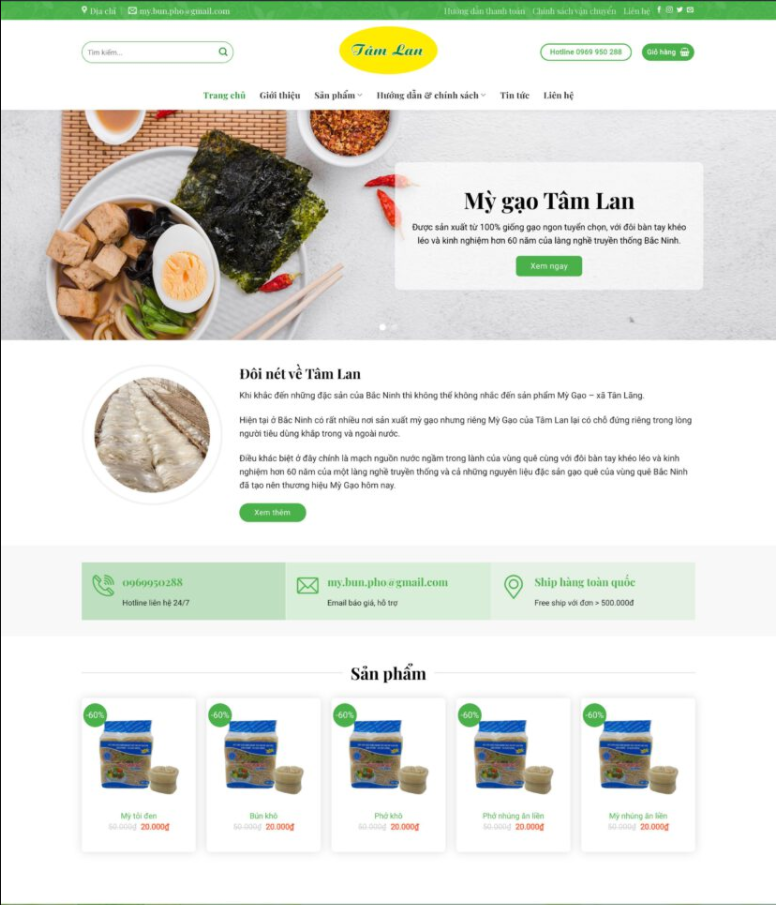 Địa chỉ
my.bun.pho@gmail.com
Hướng dẫn thanh toán
Chính sách vận chuyển
Liên hệ
Tìm kiếm...
Tâm Lan
Hotline 0969 950 288
Giỏ hàng
Trang chủ
Giới thiệu
Sản phẩm
Hướng dẫn & chính sách
Tin tức
Liên hệ
Mỳ gạo Tâm Lan
Được sản xuất từ 100% giống gạo ngon tuyển chọn, với đôi bàn tay khéo
léo và kinh nghiệm hơn 60 năm của làng nghề truyền thống Bắc Ninh.
Xem ngay
Đôi nét về Tâm Lan
Khi khắc đến những đặc sản của Bắc Ninh thì không thể không nhắc đến sản phẩm Mỳ Gạo – xã Tân Lãng.
Hiện tại ở Bắc Ninh có rất nhiều nơi sản xuất mỳ gạo nhưng riêng Mỳ Gạo của Tâm Lan lại có chỗ đứng riêng trong lòng
người tiêu dùng khắp trong và ngoài nước.
Điều khác biệt ở đây chính là mạch nguồn nước ngầm trong lành của vùng quê cùng với đôi bàn tay khéo léo và kinh
nghiệm hơn 60 năm của một làng nghề truyền thống và cả những nguyên liệu đặc sản gạo quê của vùng quê Bắc Ninh
đã tạo nên thương hiệu Mỳ Gạo hôm nay.
Xem thêm
0969950288
Hotline liên hệ 24/7
my.bun.pho@gmail.com
Email báo giá, hỗ trợ
Ship hàng toàn quốc
Free ship với đơn > 500.000đ
Sản phẩm
-60%
-60%
-60%
-60%
-60%
Mỳ tỏi đen
50.000₫ 20.000₫
Bún khô
50.000₫ 20.000₫
Phở khô
50.000₫ 20.000₫
Phở nhúng ăn liền
50.000₫ 20.000₫
Mỳ nhúng ăn liền
50.000₫ 20.000₫